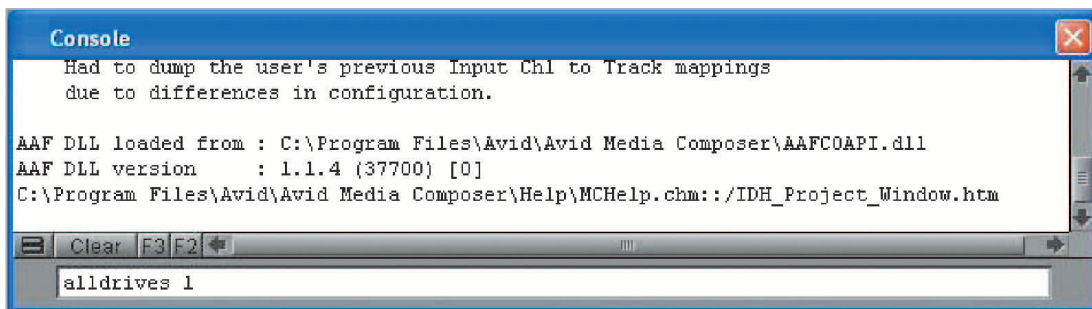 Console
Had to dump the user's previous Input Chl to Track mappings
due to differences in configuration.
AAF DLL loaded from : C:\Program Files\Avid\Avid Media Composer\AAFCOAPI.dll
AAF DLL version : 1.1.4 (37700) [0]
C:\Program Files\Avid\Avid Media Composer\Help\MCHelp.chm::/IDH_Project_Window.htm
Clear F3 F2
alldrives 1